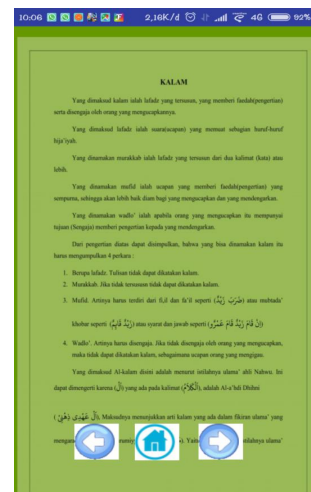 10:06 2,16K/d 4G 92%
KALAM
Yang dimaksud kalam ialah lafadz yang tersusun, yang memberi faedah(pengertian)
serta disengaja oleh orang yang mengucapkannya.
Yang dimaksud lafadz ialah suara(ucapan) yang memuat sebagian huruf-huruf
hija'iyah.
Yang dinamakan murakkab ialah lafadz yang tersusun dari dua kalimat (kata) atau
lebih.
Yang dinamakan mufid ialah ucapan yang memberi faedah(pengertian) yang
sempurna, sehingga akan lebih baik diam bagi yang mengucapkan dan yang mendengarkan.
Yang dinamakan wadlo' ialah apabila orang yang mengucapkan itu mempunyai
tujuan (Sengaja) memberi pengertian kepada yang mendengarkan.
Dari pengertian diatas dapat disimpulkan, bahwa yang bisa dinamakan kalam itu
harus mengumpulkan 4 perkara :
1. Berupa lafadz. Tulisan tidak dapat dikatakan kalam.
2. Murakkab. Jika tidak tersusun tidak dapat dikatakan kalam.
3. Mufid. Artinya harus terdiri dari fi,il dan fa'il seperti (ضَرَبَ زَيْدٌ) atau mubtada'
khobar seperti (زَيْدٌ قَائِمٌ) atau syarat dan jawab seperti (اِنْ قَامَ زَيْدٌ قَامَ عَمْرٌو)
4. Wadlo'. Artinya harus disengaja. Jika tidak disengaja oleh orang yang mengucapkan,
maka tidak dapat dikatakan kalam, sebagaimana ucapan orang yang mengigau.
Yang dimaksud Al-kalam disini adalah menurut istilahnya ulama' ahli Nahwu. Ini
dapat dimengerti karena (اَلْ) yang ada pada kalimat (اَلْكَلَامُ), adalah Al-a'hdi Dhihni
(اَلْ عَهْدِى ذِهْنِى), Maksudnya menunjukkan arti kalam yang ada dalam fikiran ulama' yang
Yaitu istilahnya ulama'